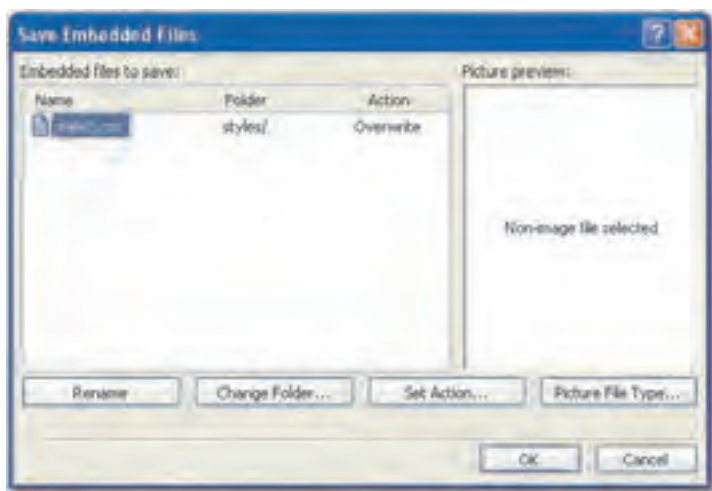 Save Embedded Files
Embedded files to save:
Picture preview:
Name Folder Action
styles/ Overwrite
Non-image file selected
Rename Change Folder... Set Action... Picture File Type...
OK Cancel